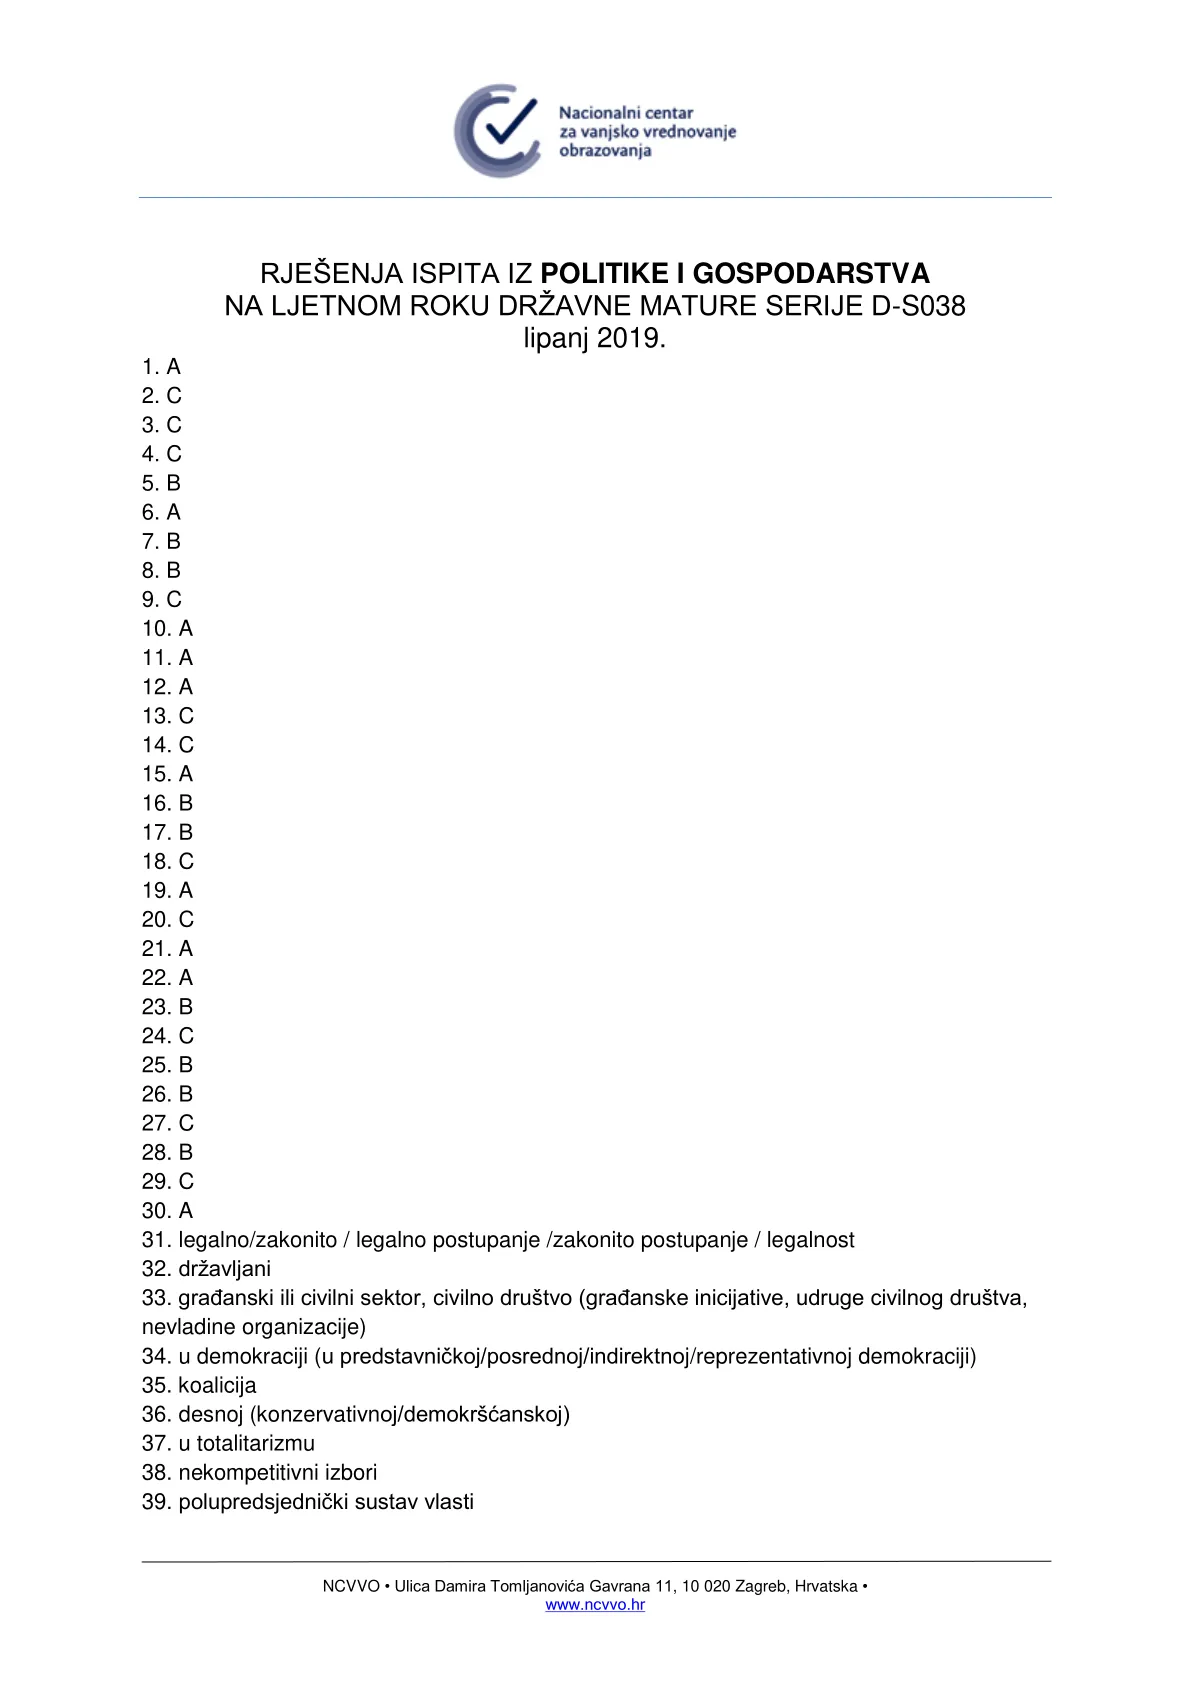 Nacionalni centar
za vanjsko vrednovanje
obrazovanja
RJEŠENJA ISPITA IZ POLITIKE I GOSPODARSTVA
NA LJETNOM ROKU DRŽAVNE MATURE SERIJE D-S038
lipanj 2019.
1. A
2. C
3. C
4. C
5. B
6. A
7. B
8. B
9. C
10. A
11. A
12. A
13. C
14. C
15. A
16. B
17. B
18. C
19. A
20. C
21. A
22. A
23. B
24. C
25. B
26. B
27. C
28. B
29. C
30. A
31. legalno/zakonito / legalno postupanje /zakonito postupanje / legalnost
32. državljani
33. građanski ili civilni sektor, civilno društvo (građanske inicijative, udruge civilnog društva,
nevladine organizacije)
34. u demokraciji (u predstavničkoj/posrednoj/indirektnoj/reprezentativnoj demokraciji)
35. koalicija
36. desnoj (konzervativnoj/demokršćanskoj)
37. u totalitarizmu
38. nekompetitivni izbori
39. polupredsjednički sustav vlasti
NCVVO • Ulica Damira Tomljanovića Gavrana 11, 10 020 Zagreb, Hrvatska •
www.ncvvo.hr